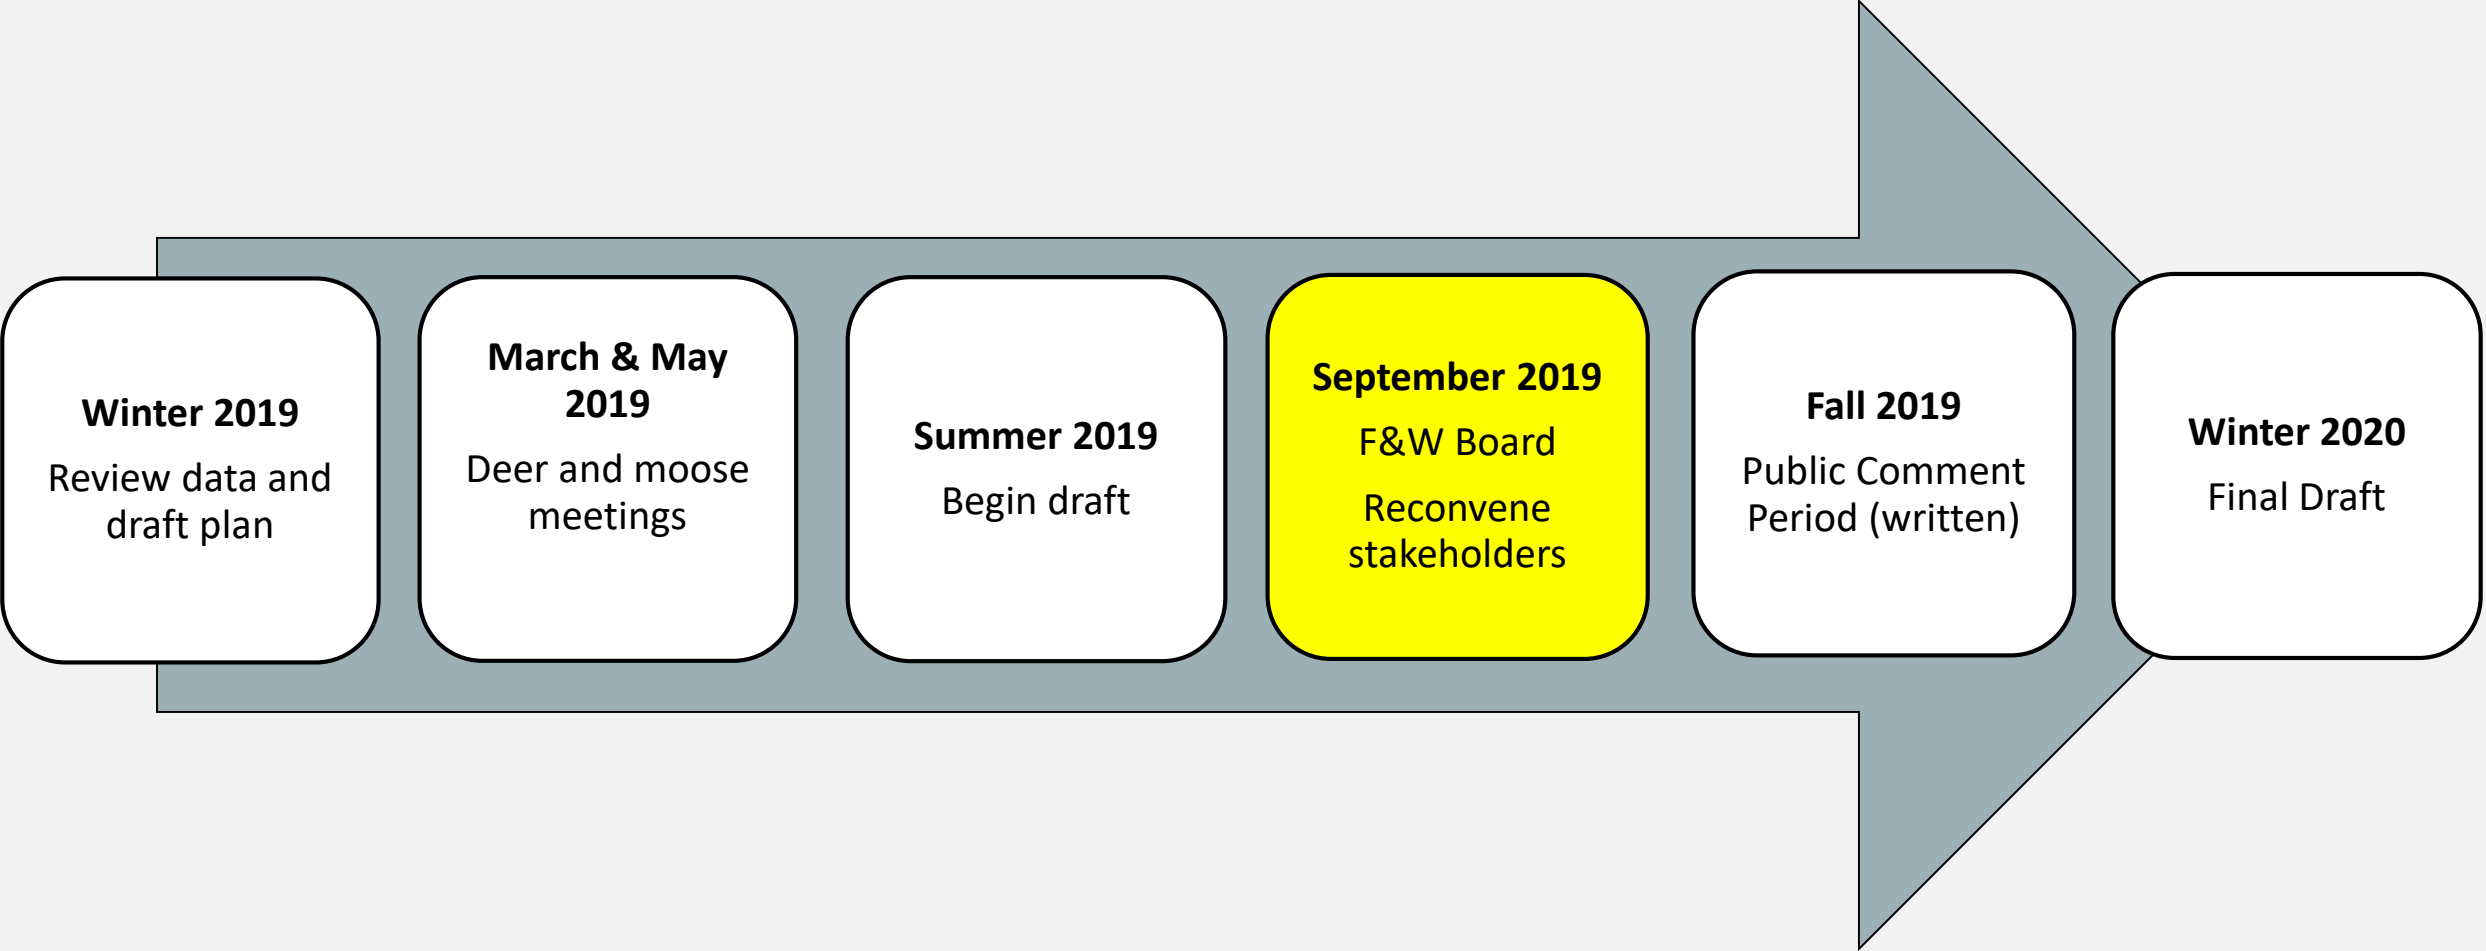 Winter 2019
Review data and
draft plan
March & May
2019
Deer and moose
meetings
Summer 2019
Begin draft
September 2019
F&W Board
Reconvene
stakeholders
Fall 2019
Public Comment
Period (written)
Winter 2020
Final Draft